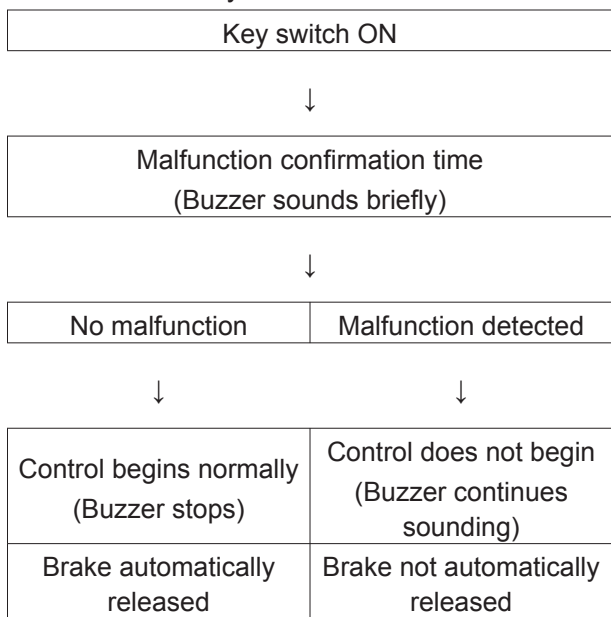 Key switch ON
↓
Malfunction confirmation time
(Buzzer sounds briefly)
↓
No malfunction
Malfunction detected
↓
↓
Control begins normally
(Buzzer stops)
Control does not begin
(Buzzer continues
sounding)
Brake automatically
released
Brake not automatically
released